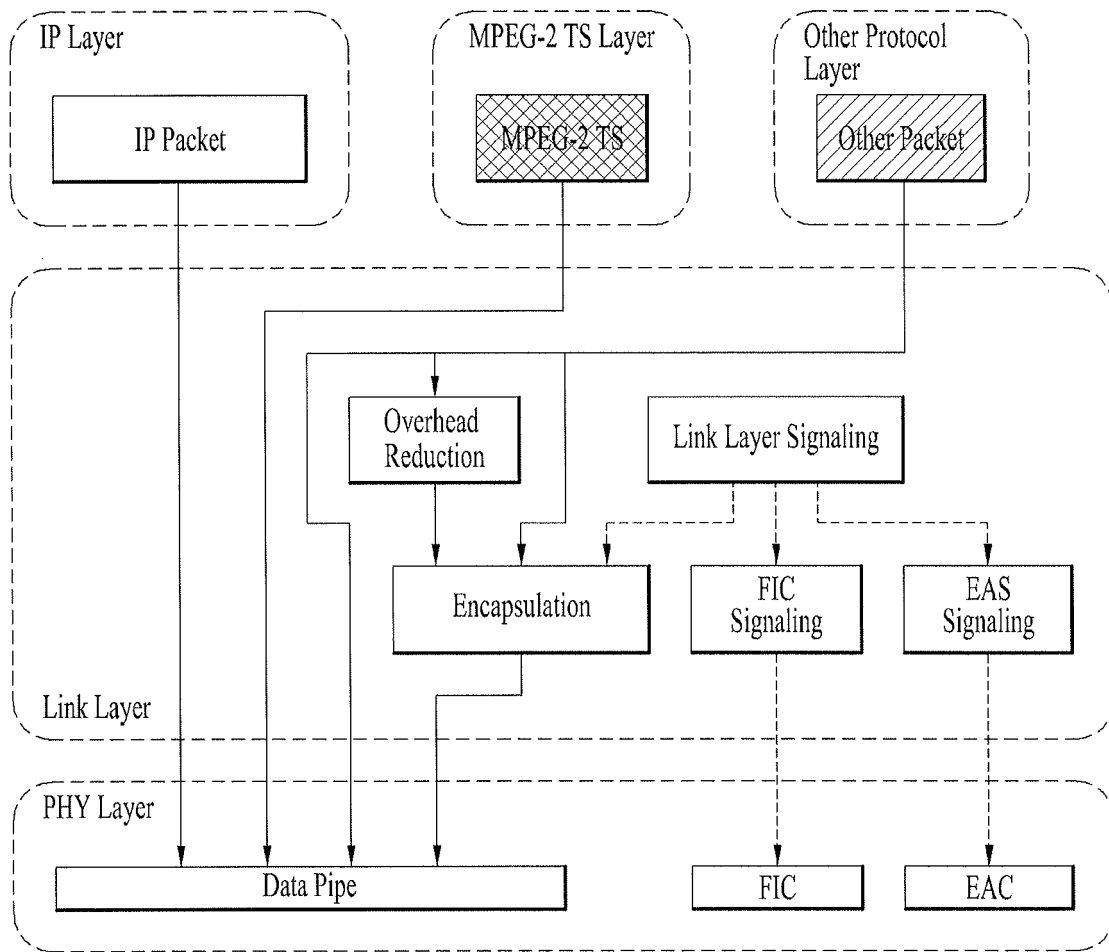 IP Layer
MPEG-2 TS Layer
Other Protocol
Layer
IP Packet
MPEG-2 TS
Other Packet
Overhead
Reduction
Link Layer Signaling
Encapsulation
FIC
Signaling
EAS
Signaling
Link Layer
PHY Layer
Data Pipe
FIC
EAC